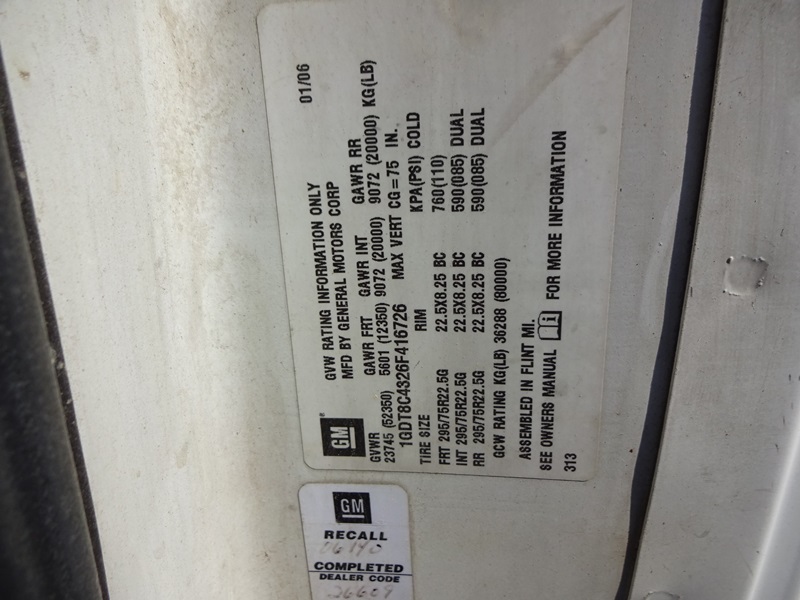 GM
GVW RATING INFORMATION ONLY
MFD BY GENERAL MOTORS CORP 01/06
GVWR GAWR FRT GAWR INT GAWR RR
23745 (52350) 5601 (12350) 9072 (20000) 9072 (20000) KG(LB)
1GDT8C4326F416726 MAX VERT CG=75 IN.
TIRE SIZE RIM KPA(PSI) COLD
FRT 295/75R22.5G 22.5X8.25 BC 760(110)
INT 295/75R22.5G 22.5X8.25 BC 590(085) DUAL
RR 295/75R22.5G 22.5X8.25 BC 590(085) DUAL
GCW RATING KG(LB) 36288 (80000)
ASSEMBLED IN FLINT MI.
SEE OWNERS MANUAL FOR MORE INFORMATION
313
GM
RECALL
COMPLETED
DEALER CODE